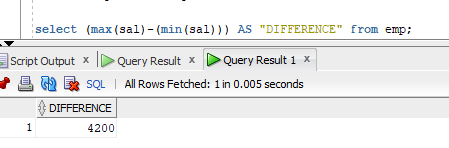 select (max(sal)-(min(sal))) AS "DIFFERENCE" from emp;
Script Output x Query Result x Query Result 1 x
SQL | All Rows Fetched: 1 in 0.005 seconds
DIFFERENCE
1 4200